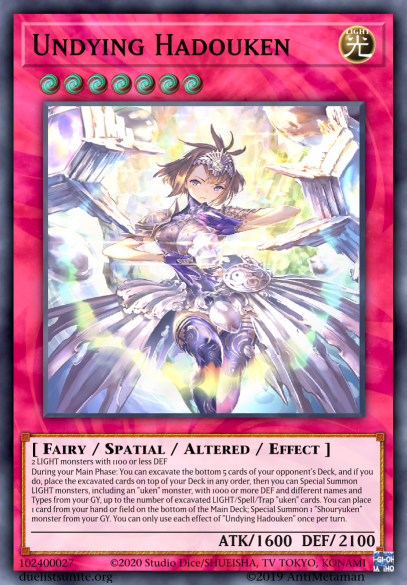 UNDYING HADOUKEN
LIGHT
光
[ FAIRY / SPATIAL / ALTERED / EFFECT ]
2 LIGHT monsters with 1100 or less DEF
During your Main Phase: You can excavate the bottom 5 cards of your opponent's Deck, and if you
do, place the excavated cards on top of your Deck in any order, then you can Special Summon
LIGHT monsters, including an "uken" monster, with 1000 or more DEF and different names and
Types from your GY, up to the number of excavated LIGHT/Spell/Trap "uken" cards. You can place
1 card from your hand or field on the bottom of the Main Deck; Special Summon 1 "Shouryuken"
monster from your GY. You can only use each effect of "Undying Hadouken" once per turn.
ATK/1600 DEF/2100
102400027
©2020 Studio Dice/SHUEISHA, TV TOKYO, KONAMI
duelistsunite.org
©2019 AntiMetaman